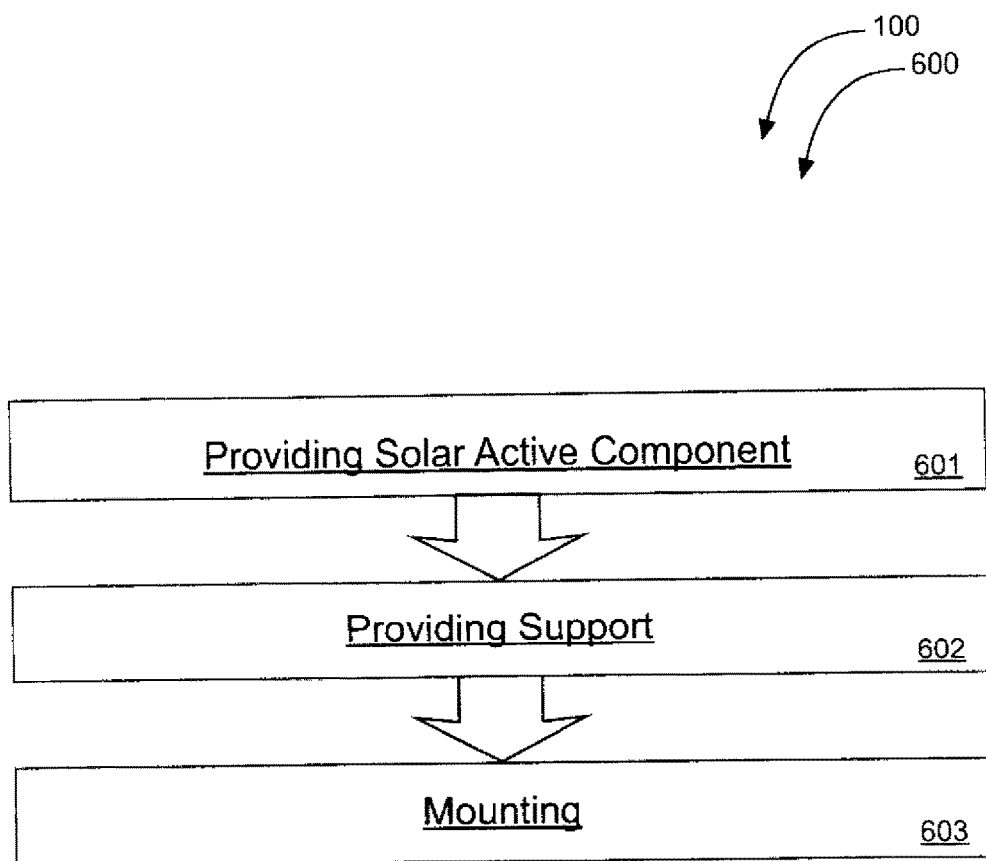 100
600
Providing Solar Active Component
601
Providing Support
602
Mounting
603